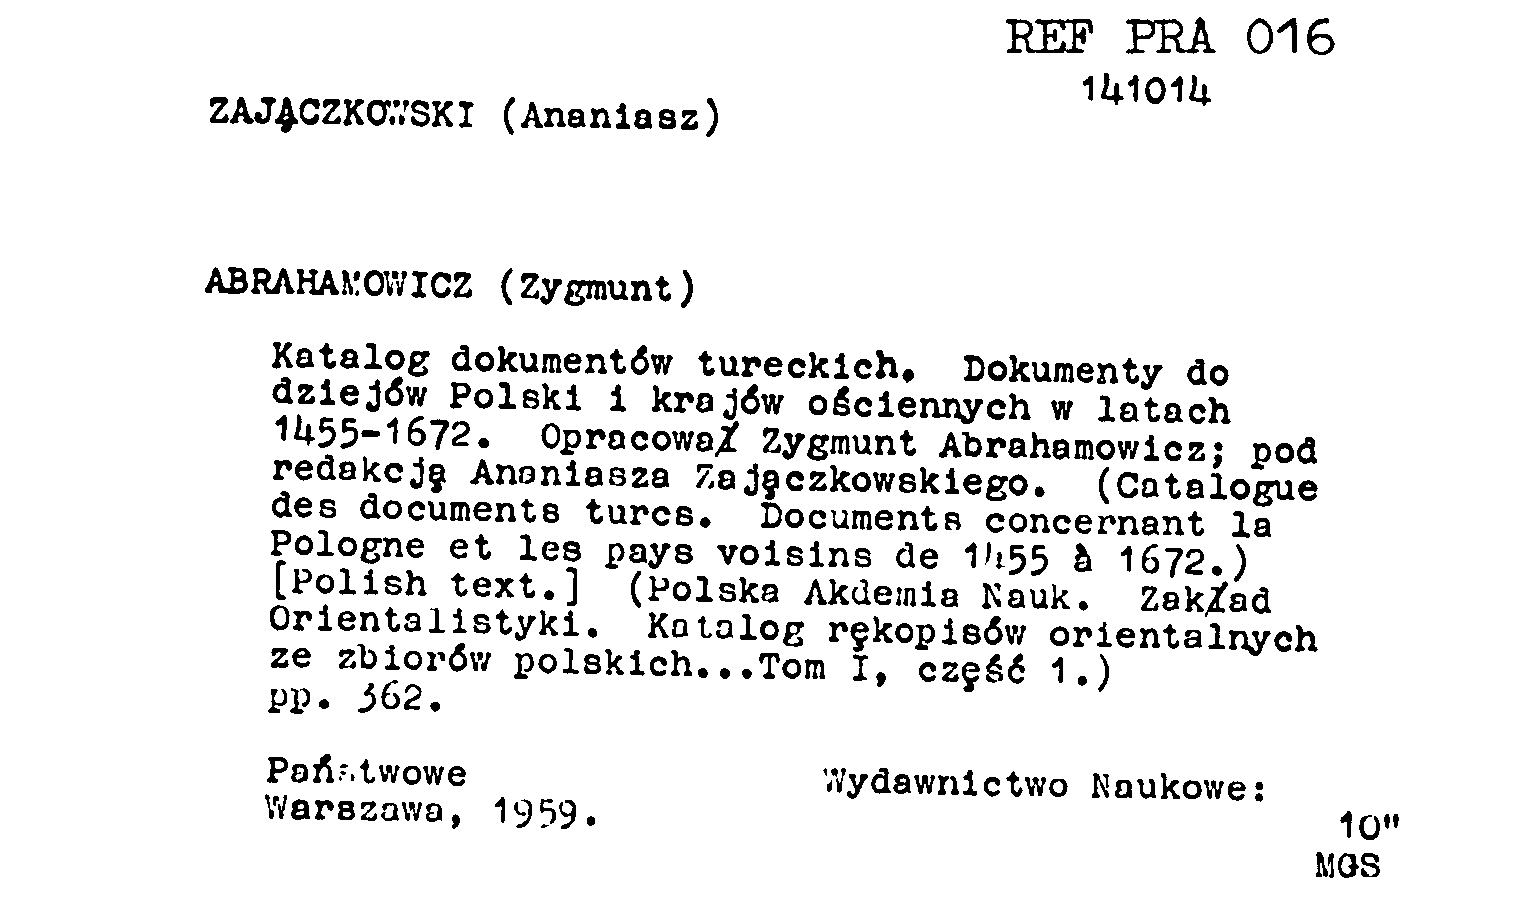 REF PRA 016
141014
ZAJĄCZKOWSKI (Ananiasz)
ABRAHAMOWICZ (Zygmunt)
Katalog dokumentów tureckich. Dokumenty do
dziejów Polski i krajów ościennych w latach
1455-1672. Opracował Zygmunt Abrahamowicz; pod
redakcją Ananiasza Zajączkowskiego. (Catalogue
des documents turcs. Documents concernant la
Pologne et les pays voisins de 1455 à 1672.)
[Polish text.] (Polska Akdemia Nauk. Zakład
Orientalistyki. Katalog rękopisów orientalnych
ze zbiorów polskich...Tom I, część 1.)
pp. 362.
Państwowe Wydawnictwo Naukowe:
Warszawa, 1959.
10"
MGS